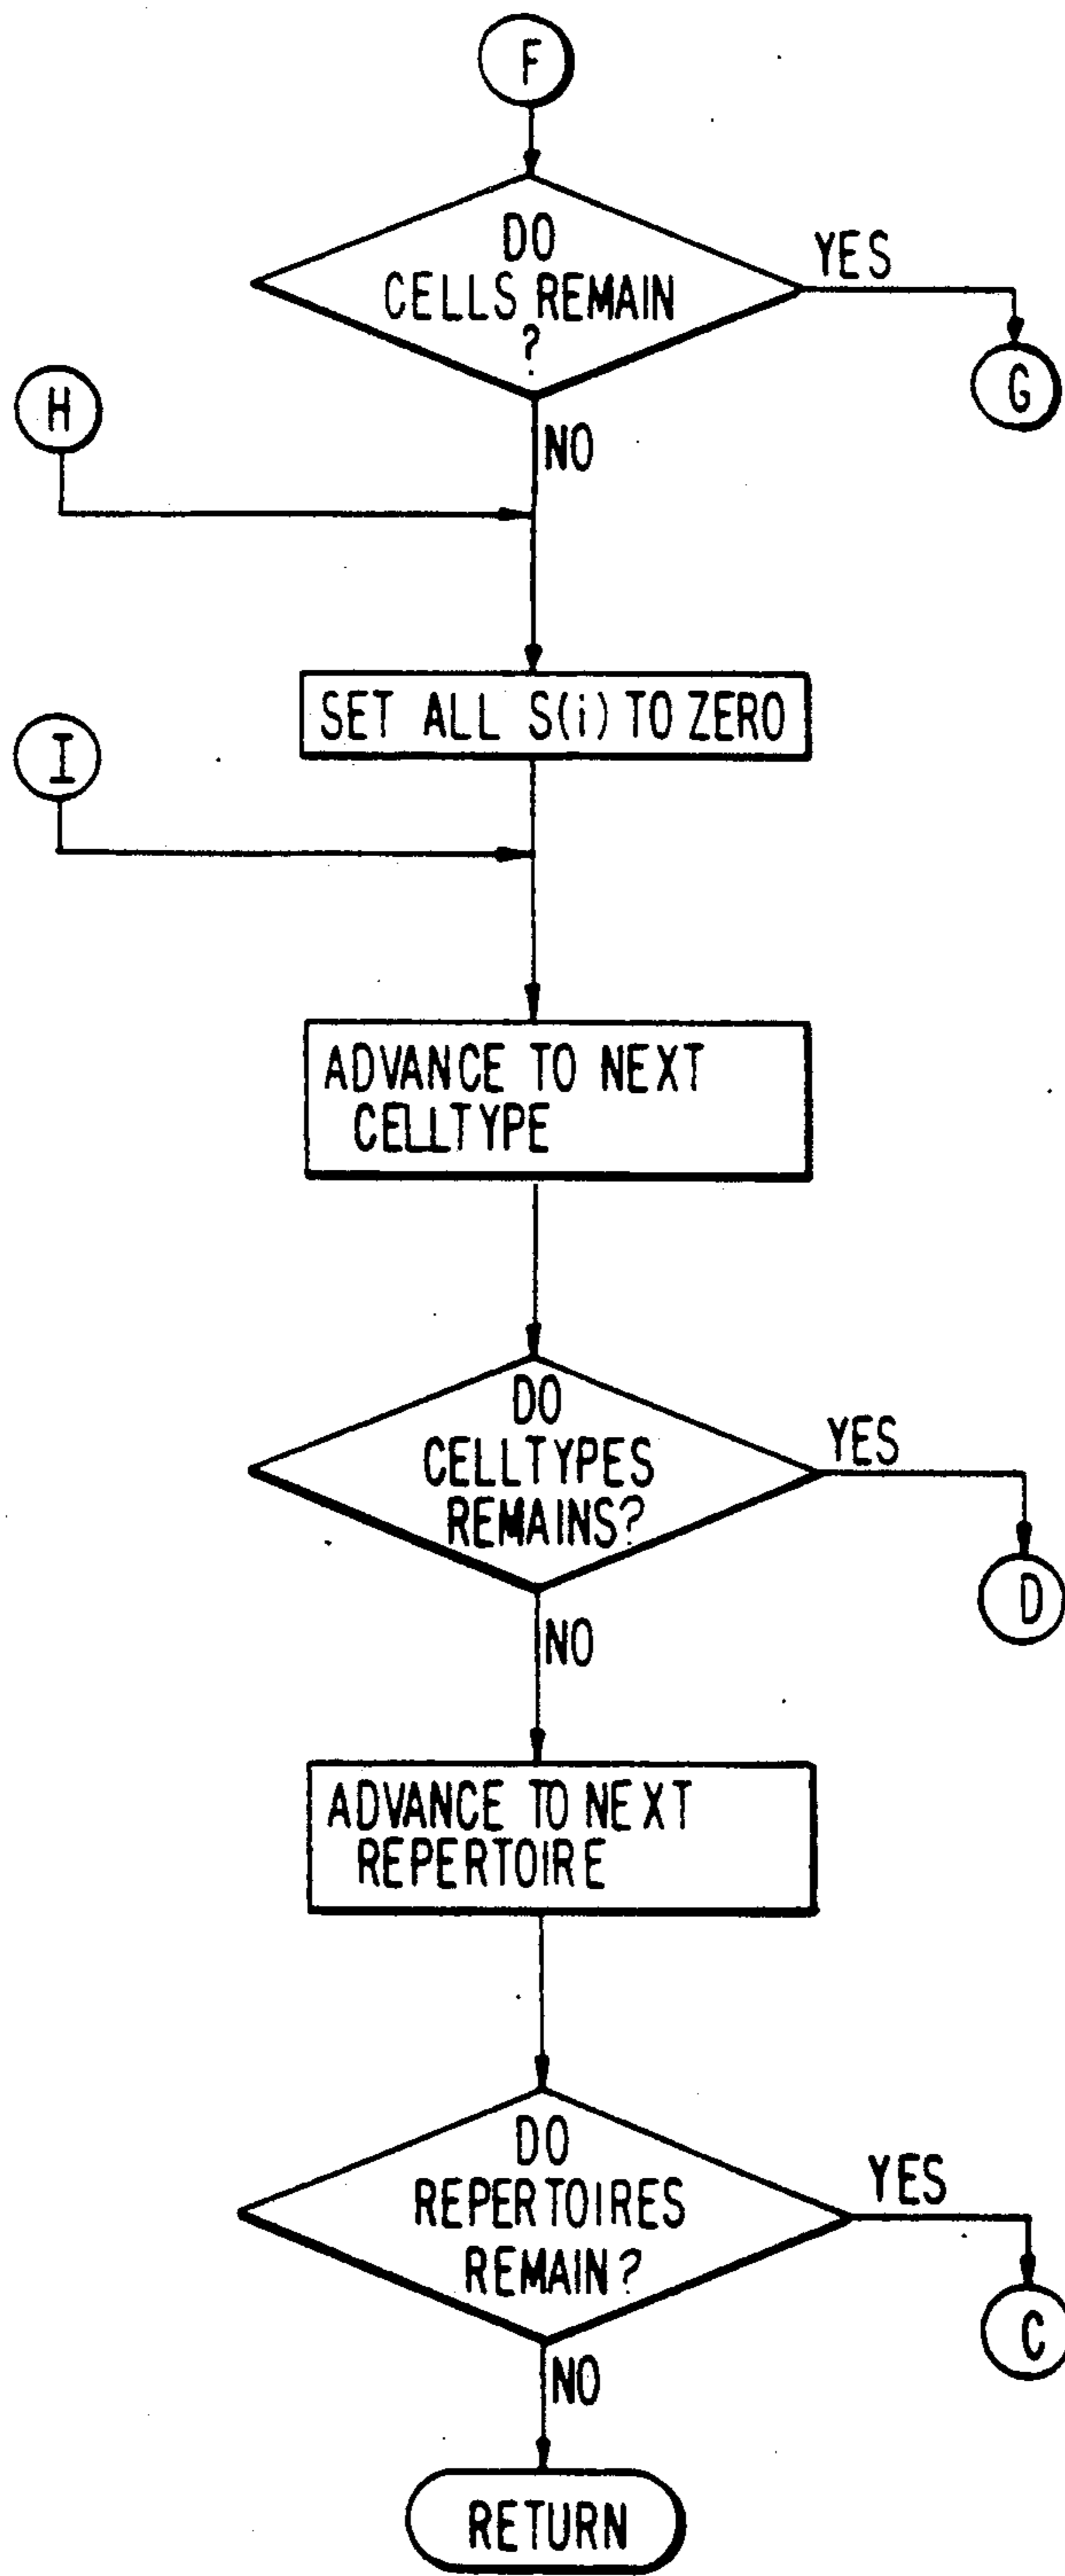 F
DO
CELLS REMAIN
?
YES
G
NO
H
SET ALL S(i) TO ZERO
I
ADVANCE TO NEXT
CELLTYPE
DO
CELLTYPES
REMAINS?
YES
D
NO
ADVANCE TO NEXT
REPERTOIRE
DO
REPERTOIRES
REMAIN?
YES
C
NO
RETURN